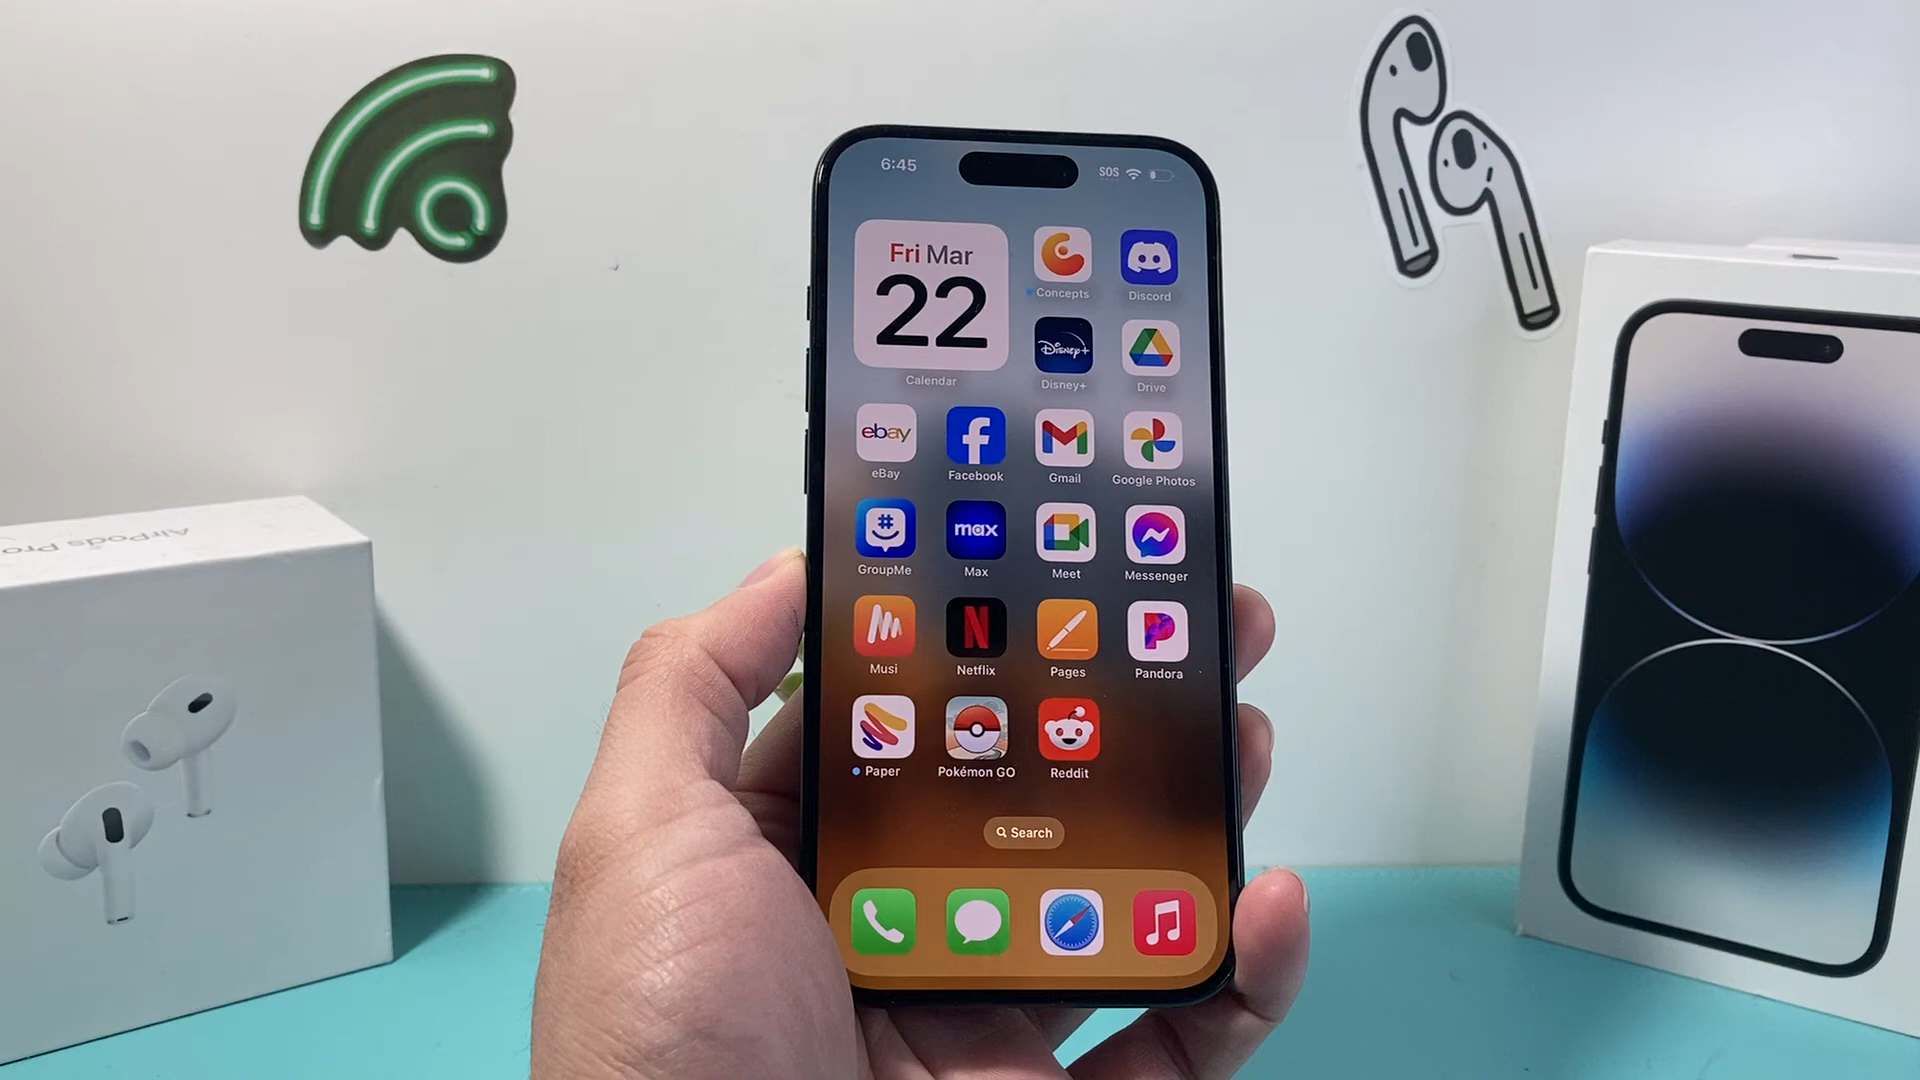 6:45
SOS
Fri Mar
22
Calendar
Concepts
Discord
Disney+
Disney+
Drive
ebay
eBay
Facebook
Gmail
Google Photos
GroupMe
max
Max
Meet
Messenger
Musi
Netflix
Pages
Pandora
Paper
Pokémon GO
Reddit
Search
AirPods Pro